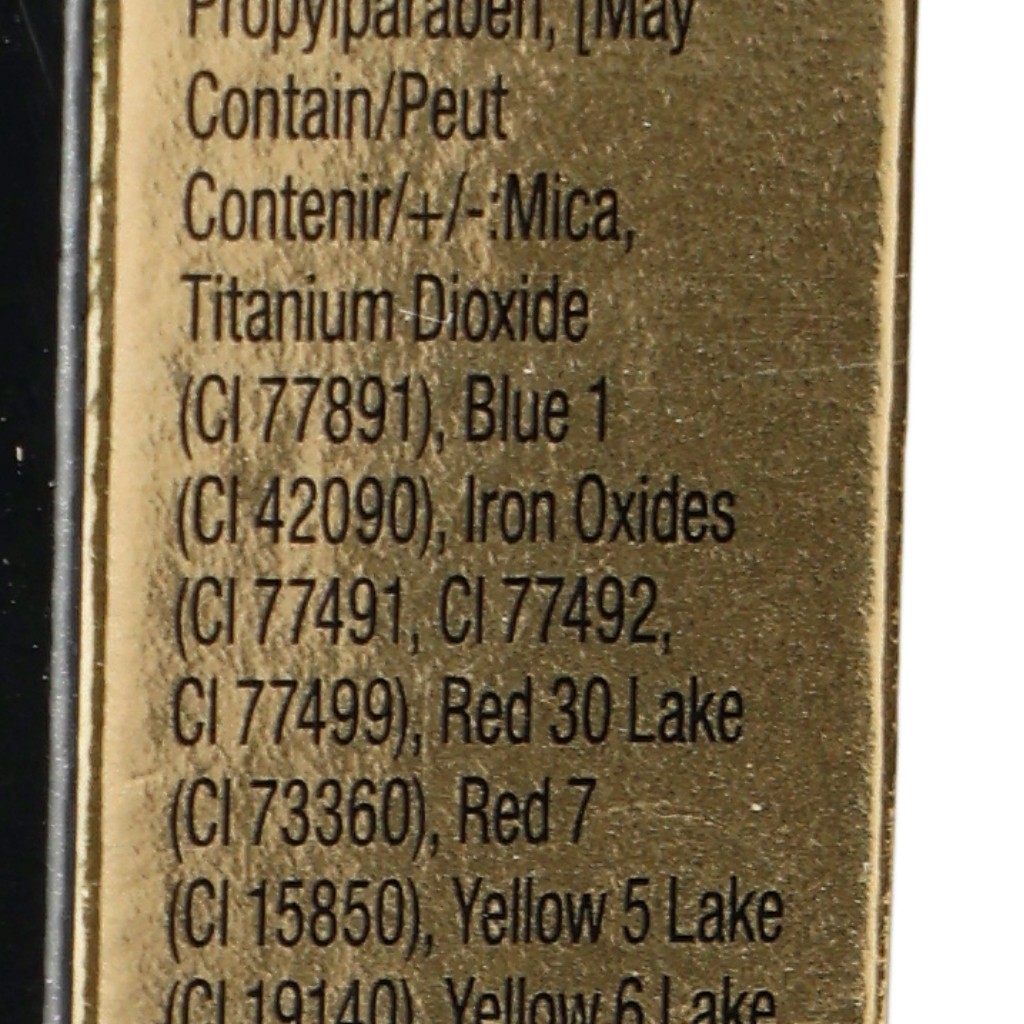 Propylparaben, [May
Contain/Peut
Contenir/+/-:Mica,
Titanium Dioxide
(CI 77891), Blue 1
(CI 42090), Iron Oxides
(CI 77491, CI 77492,
CI 77499), Red 30 Lake
(CI 73360), Red 7
(CI 15850), Yellow 5 Lake
(CI 19140), Yellow 6 Lake